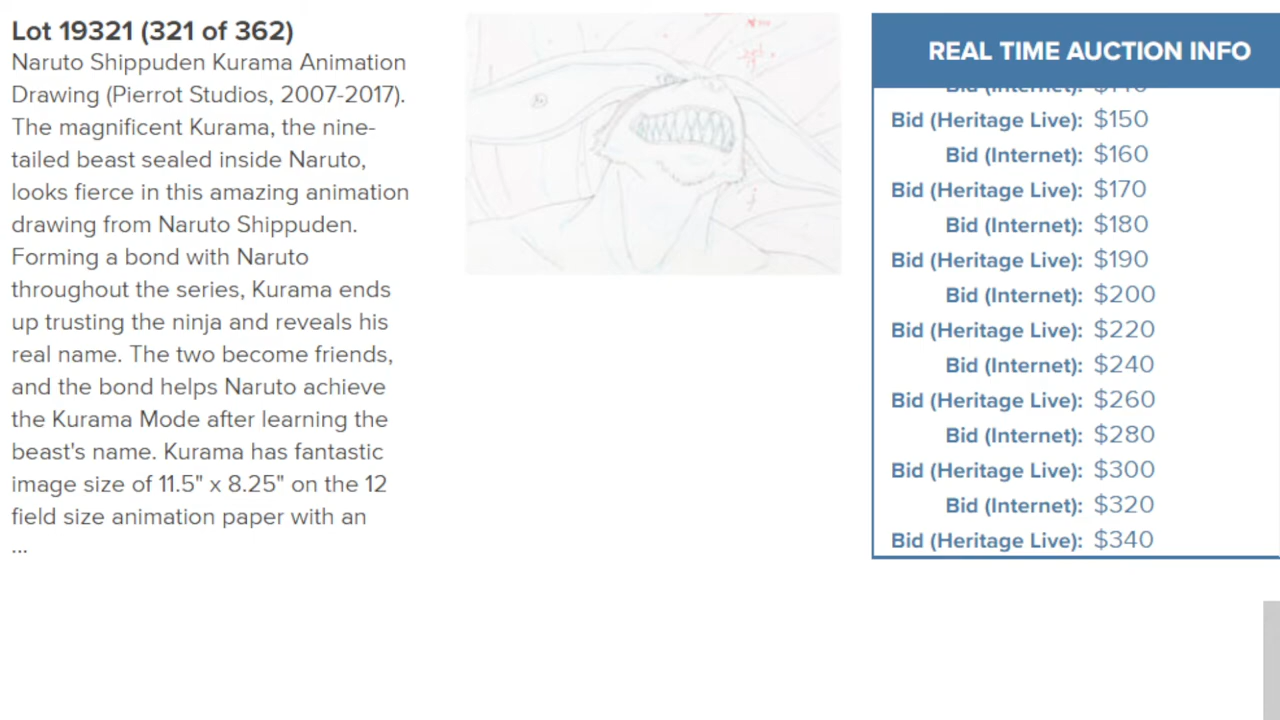 Lot 19321 (321 of 362)
Naruto Shippuden Kurama Animation
Drawing (Pierrot Studios, 2007-2017).
The magnificent Kurama, the nine-
tailed beast sealed inside Naruto,
looks fierce in this amazing animation
drawing from Naruto Shippuden.
Forming a bond with Naruto
throughout the series, Kurama ends
up trusting the ninja and reveals his
real name. The two become friends,
and the bond helps Naruto achieve
the Kurama Mode after learning the
beast's name. Kurama has fantastic
image size of 11.5" x 8.25" on the 12
field size animation paper with an
...
REAL TIME AUCTION INFO
Bid (Heritage Live): $150
Bid (Internet): $160
Bid (Heritage Live): $170
Bid (Internet): $180
Bid (Heritage Live): $190
Bid (Internet): $200
Bid (Heritage Live): $220
Bid (Internet): $240
Bid (Heritage Live): $260
Bid (Internet): $280
Bid (Heritage Live): $300
Bid (Internet): $320
Bid (Heritage Live): $340